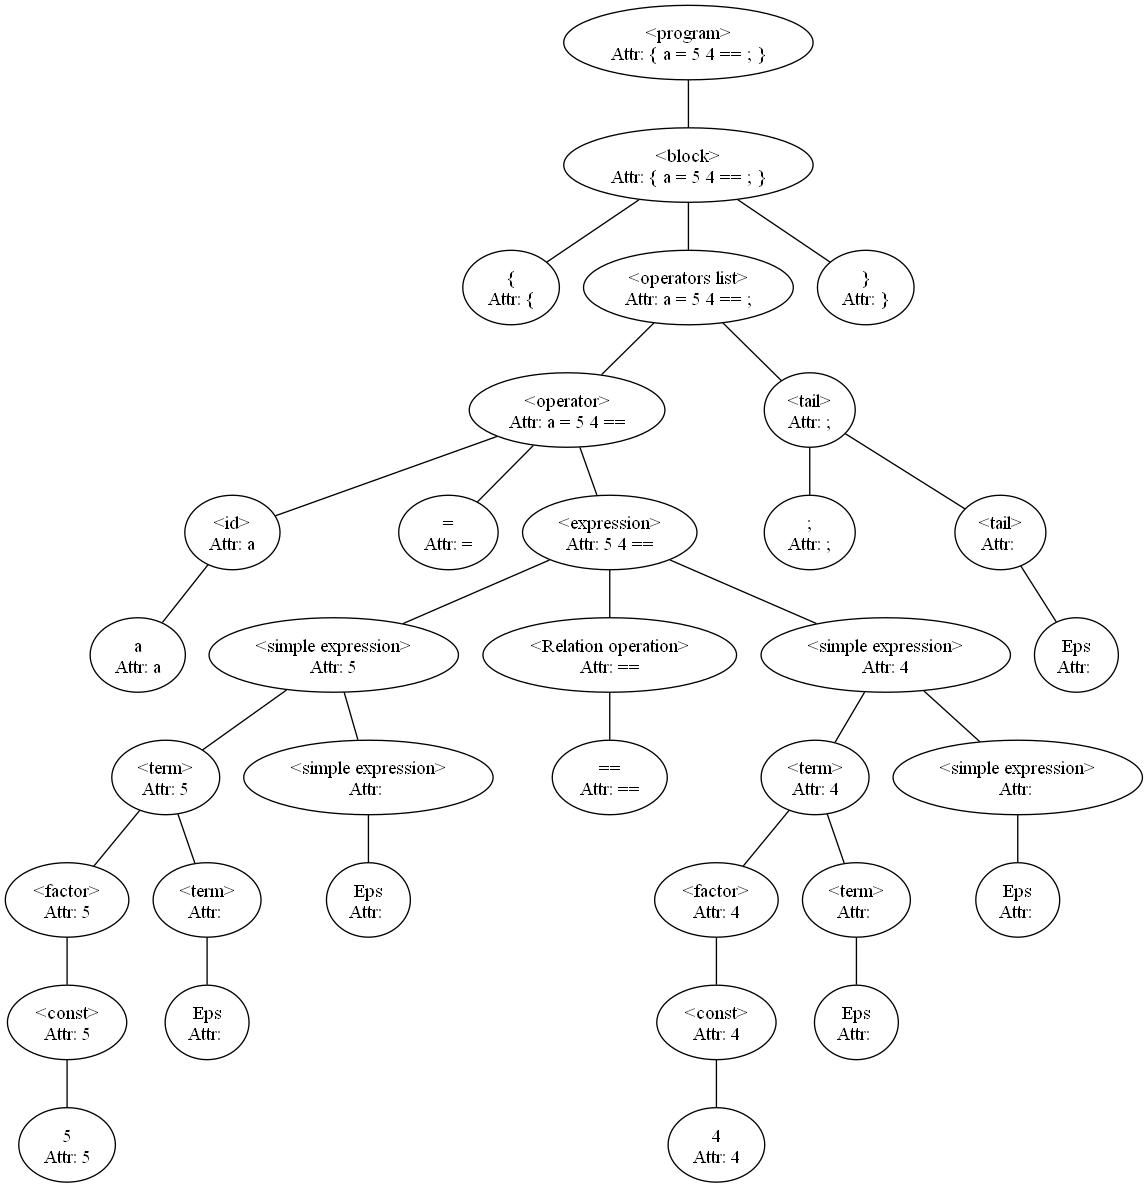 <program>
Attr: { a = 5 4 == ; }
<block>
Attr: { a = 5 4 == ; }
{
Attr: {
<operators list>
Attr: a = 5 4 == ;
}
Attr: }
<operator>
Attr: a = 5 4 ==
<tail>
Attr: ;
<id>
Attr: a
=
Attr: =
<expression>
Attr: 5 4 ==
;
Attr: ;
<tail>
Attr:
a
Attr: a
<simple expression>
Attr: 5
<Relation operation>
Attr: ==
<simple expression>
Attr: 4
Eps
Attr:
<term>
Attr: 5
<simple expression>
Attr:
==
Attr: ==
<term>
Attr: 4
<simple expression>
Attr:
<factor>
Attr: 5
<term>
Attr:
Eps
Attr:
<factor>
Attr: 4
<term>
Attr:
Eps
Attr:
<const>
Attr: 5
Eps
Attr:
<const>
Attr: 4
Eps
Attr:
5
Attr: 5
4
Attr: 4